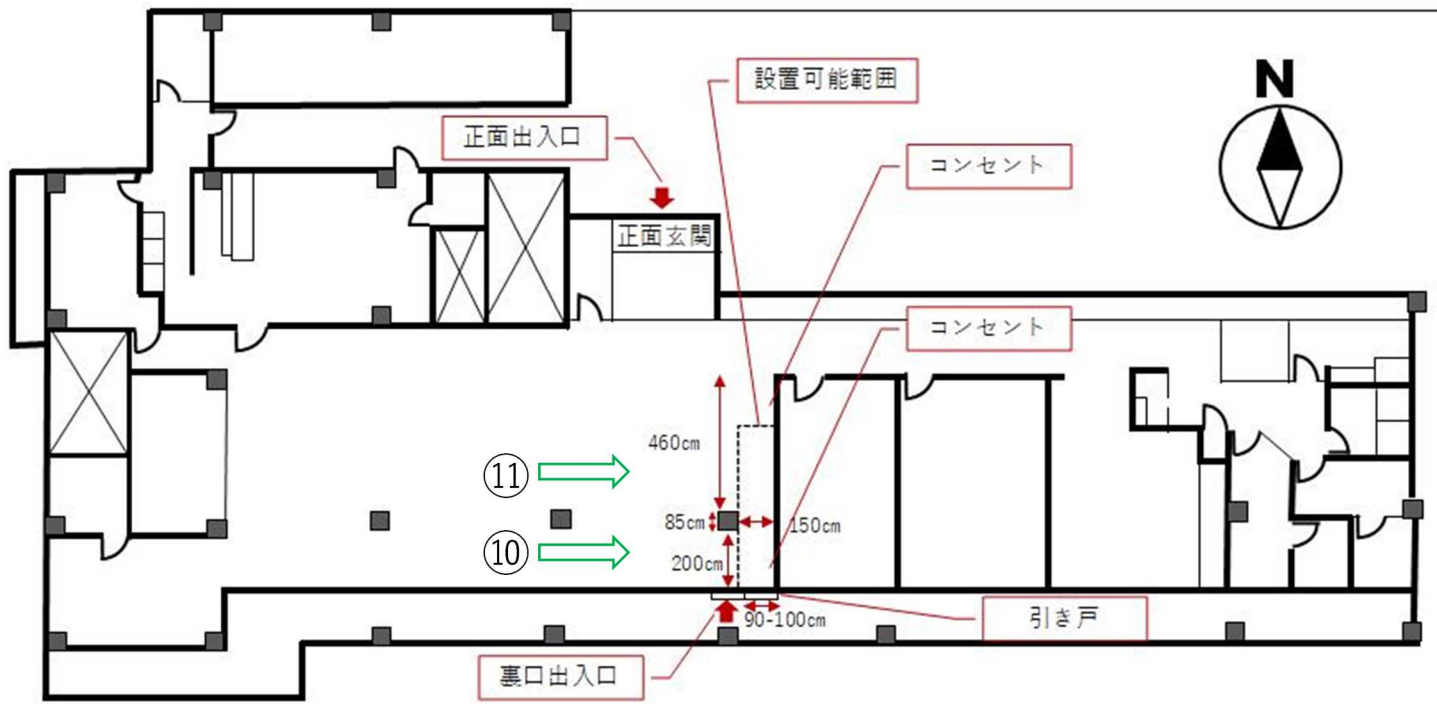 N
設置可能範囲
正面出入口
コンセント
正面玄関
コンセント
460㎝
⑪
85㎝
150㎝
⑩
200㎝
90-100㎝
引き戸
裏口出入口